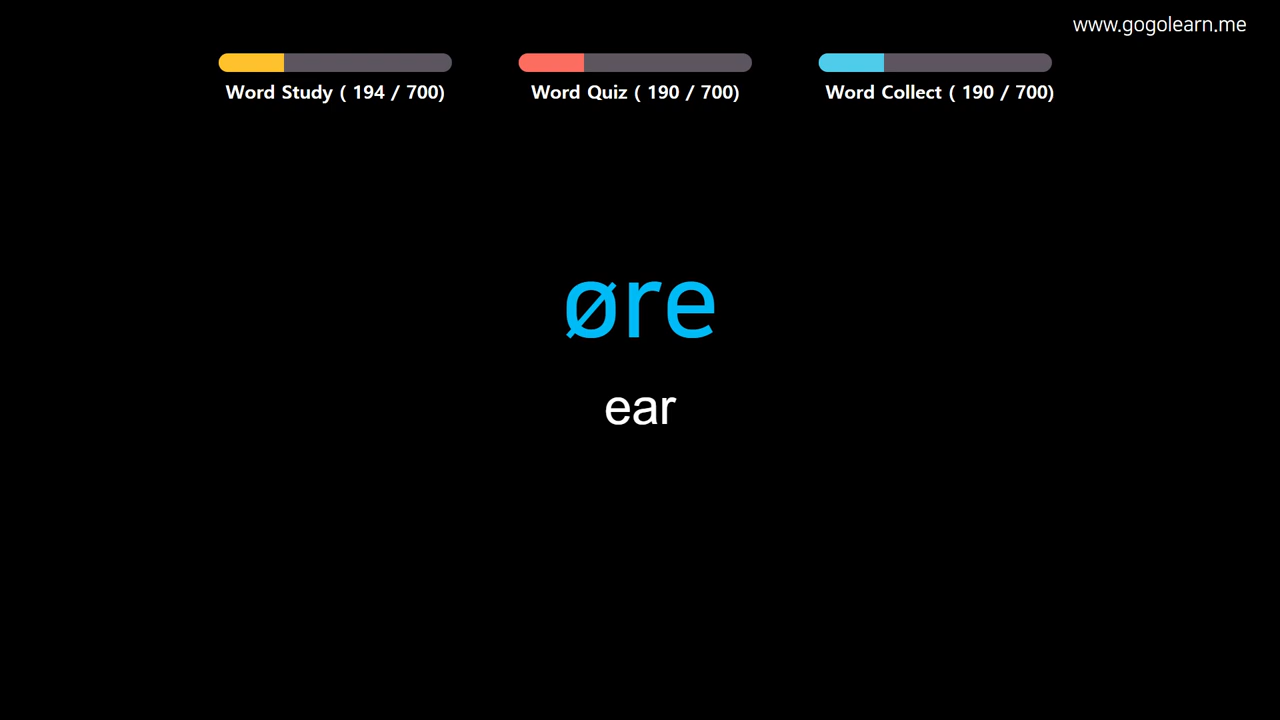 www.gogolearn.me
Word Study ( 194 / 700)
Word Quiz ( 190 / 700)
Word Collect ( 190 / 700)
øre
ear